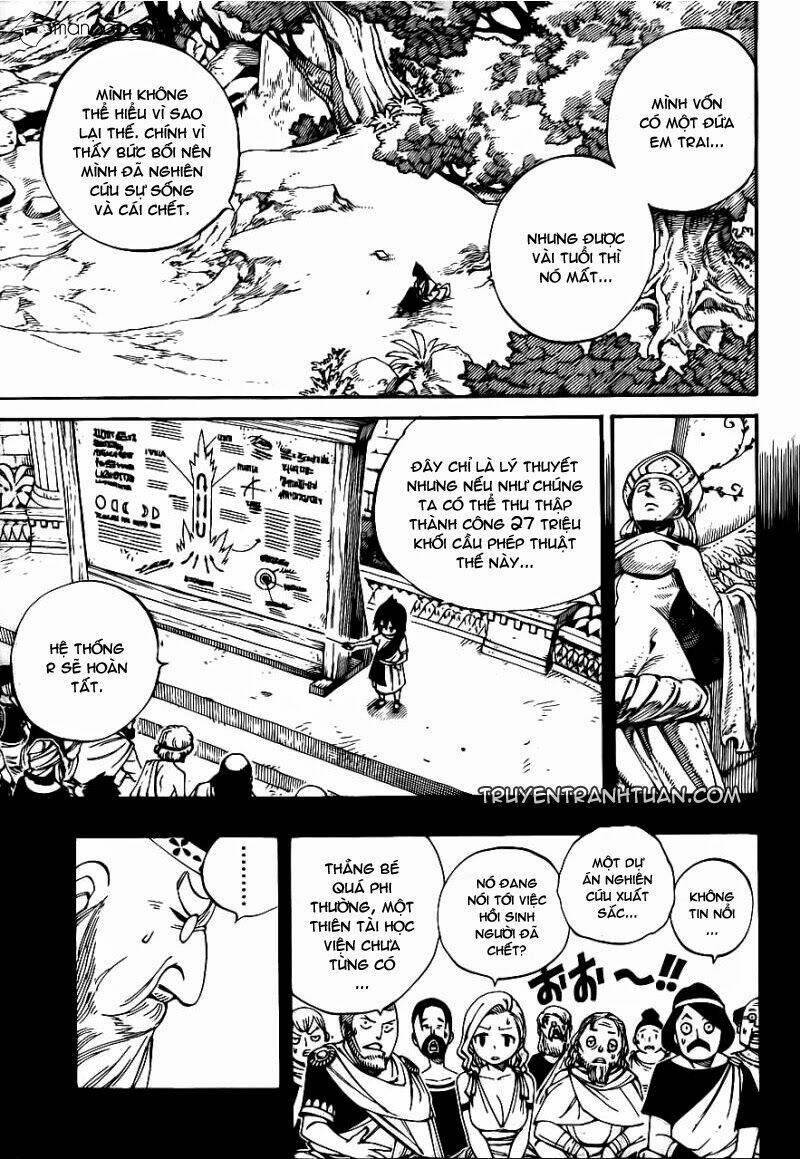 MÌNH VỐN
CÓ MỘT ĐỨA
EM TRAI...
NHƯNG ĐƯỢC
VÀI TUỔI THÌ
NÓ MẤT...
MÌNH KHÔNG
THỂ HIỂU VÌ SAO
LẠI THẾ. CHÍNH VÌ
THẤY BỨC BỐI NÊN
MÌNH ĐÃ NGHIÊN
CỨU SỰ SỐNG
VÀ CÁI CHẾT.
ĐÂY CHỈ LÀ LÝ THUYẾT
NHƯNG NẾU NHƯ CHÚNG
TA CÓ THỂ THU THẬP
THÀNH CÔNG 27 TRIỆU
KHỐI CẦU PHÉP THUẬT
THẾ NÀY...
HỆ THỐNG
R SẼ HOÀN
TẤT.
TRUYENTRANHTUAN.COM
KHÔNG
TIN NỔI
...
MỘT DỰ
ÁN NGHIÊN
CỨU XUẤT
SẮC...
NÓ ĐANG
NÓI TỚI VIỆC
HỒI SINH
NGƯỜI ĐÃ
CHẾT?
THẰNG BÉ
QUÁ PHI
THƯỜNG, MỘT
THIÊN TÀI HỌC
VIỆN CHƯA
TỪNG CÓ
...
おお〜!!
......